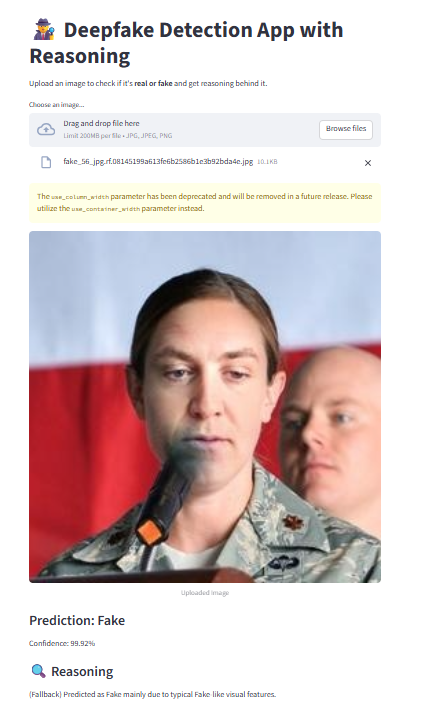 🕵️ Deepfake Detection App with
Reasoning
Upload an image to check if it's real or fake and get reasoning behind it.
Choose an image...
Drag and drop file here
Limit 200MB per file • JPG, JPEG, PNG
Browse files
fake_56_jpg.rf.08145199a613fe6b2586b1e3b92bda4e.jpg 10.1KB
The use_column_width parameter has been deprecated and will be removed in a future release. Please
utilize the use_container_width parameter instead.
Uploaded Image
Prediction: Fake
Confidence: 99.92%
🔍 Reasoning
(Fallback) Predicted as Fake mainly due to typical Fake-like visual features.